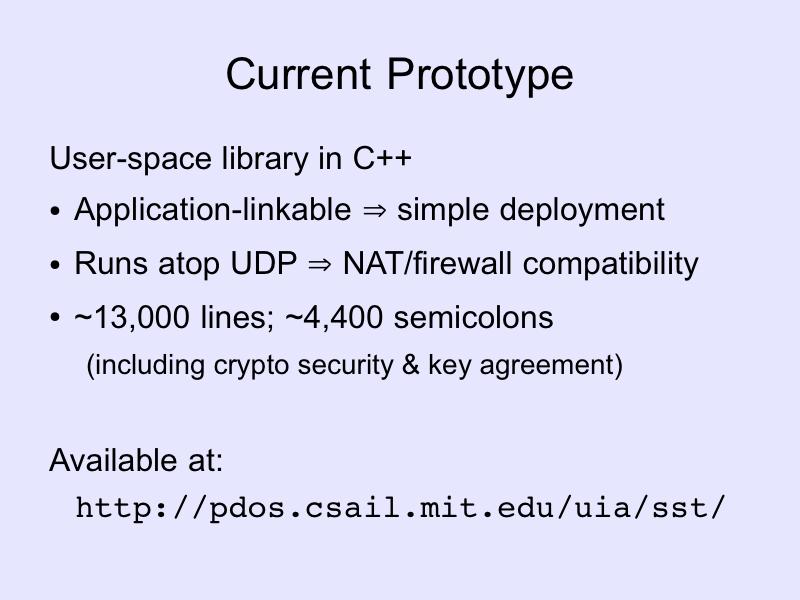 Current Prototype
User-space library in C++
• Application-linkable ⇒ simple deployment
• Runs atop UDP ⇒ NAT/firewall compatibility
• ~13,000 lines; ~4,400 semicolons
(including crypto security & key agreement)
Available at:
http://pdos.csail.mit.edu/uia/sst/